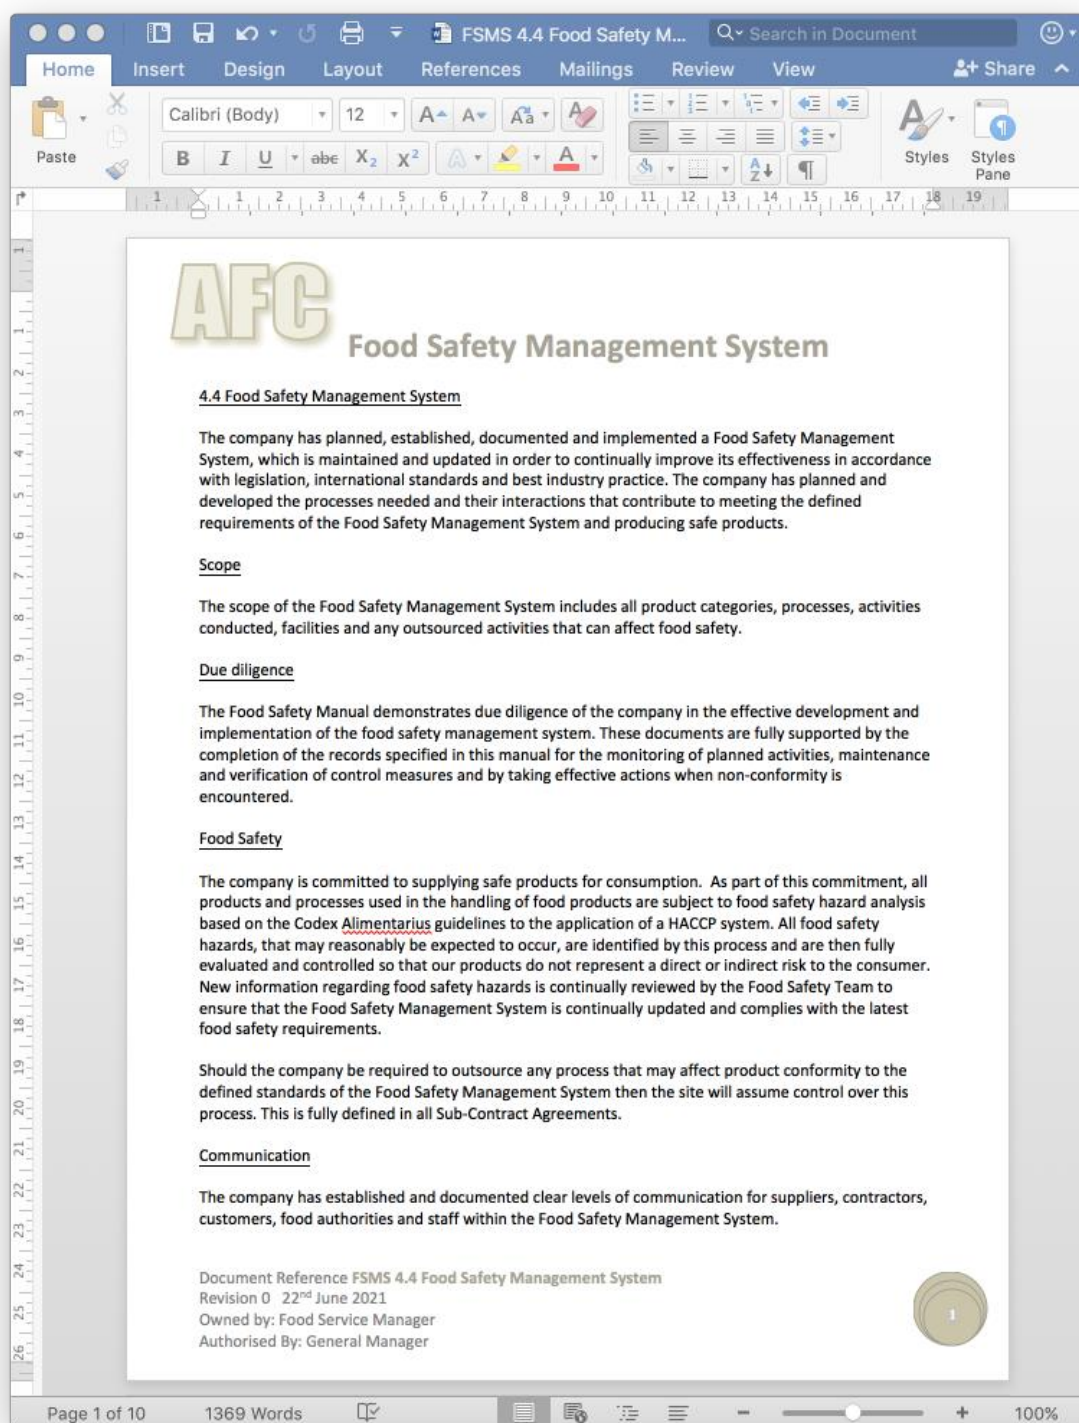 FSMS 4.4 Food Safety M...
Search in Document
Home Insert Design Layout References Mailings Review View Share
Calibri (Body) 12
Paste
Styles
Styles Pane
1 1 2 3 4 5 6 7 8 9 10 11 12 13 14 15 16 17 18 19
AFC
Food Safety Management System
4.4 Food Safety Management System
The company has planned, established, documented and implemented a Food Safety Management
System, which is maintained and updated in order to continually improve its effectiveness in accordance
with legislation, international standards and best industry practice. The company has planned and
developed the processes needed and their interactions that contribute to meeting the defined
requirements of the Food Safety Management System and producing safe products.
Scope
The scope of the Food Safety Management System includes all product categories, processes, activities
conducted, facilities and any outsourced activities that can affect food safety.
Due diligence
The Food Safety Manual demonstrates due diligence of the company in the effective development and
implementation of the food safety management system. These documents are fully supported by the
completion of the records specified in this manual for the monitoring of planned activities, maintenance
and verification of control measures and by taking effective actions when non-conformity is
encountered.
Food Safety
The company is committed to supplying safe products for consumption.  As part of this commitment, all
products and processes used in the handling of food products are subject to food safety hazard analysis
based on the Codex Alimentarius guidelines to the application of a HACCP system. All food safety
hazards, that may reasonably be expected to occur, are identified by this process and are then fully
evaluated and controlled so that our products do not represent a direct or indirect risk to the consumer.
New information regarding food safety hazards is continually reviewed by the Food Safety Team to
ensure that the Food Safety Management System is continually updated and complies with the latest
food safety requirements.
Should the company be required to outsource any process that may affect product conformity to the
defined standards of the Food Safety Management System then the site will assume control over this
process. This is fully defined in all Sub-Contract Agreements.
Communication
The company has established and documented clear levels of communication for suppliers, contractors,
customers, food authorities and staff within the Food Safety Management System.
Document Reference FSMS 4.4 Food Safety Management System
Revision 0   22nd June 2021
Owned by: Food Service Manager
Authorised By: General Manager
1
Page 1 of 10
1369 Words
100%